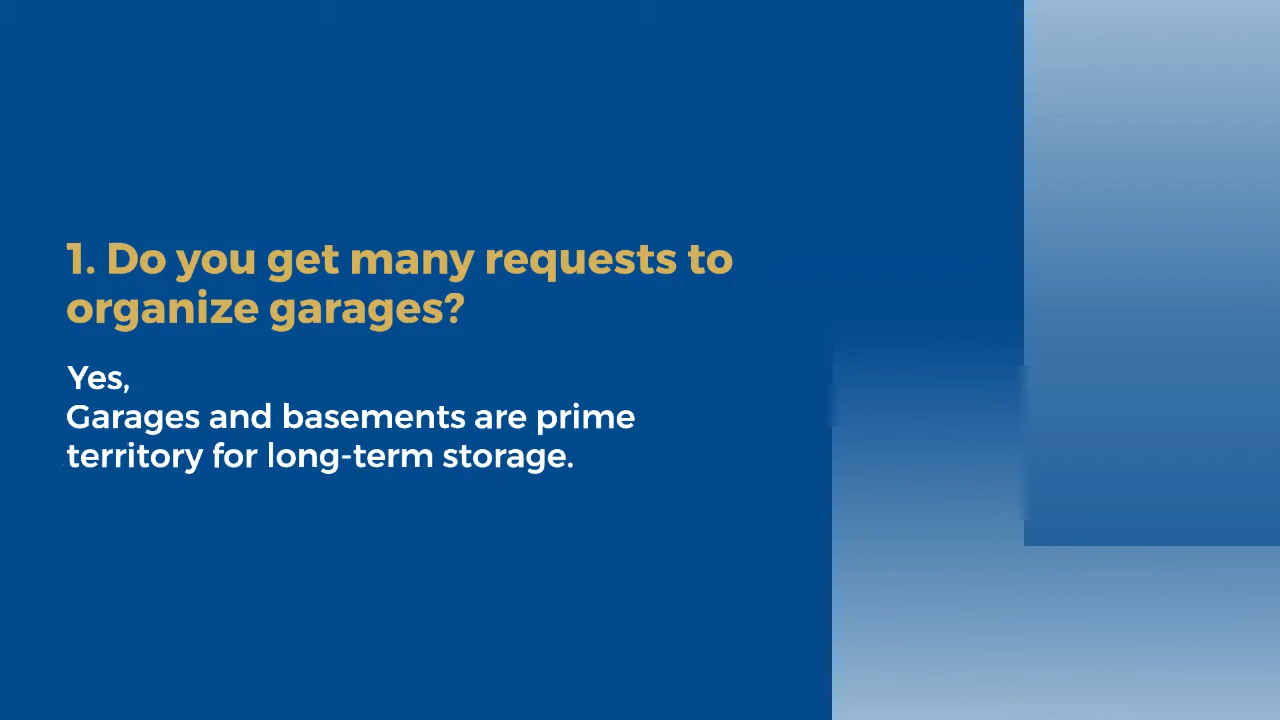 1. Do you get many requests to
organize garages?
Yes,
Garages and basements are prime
territory for long-term storage.